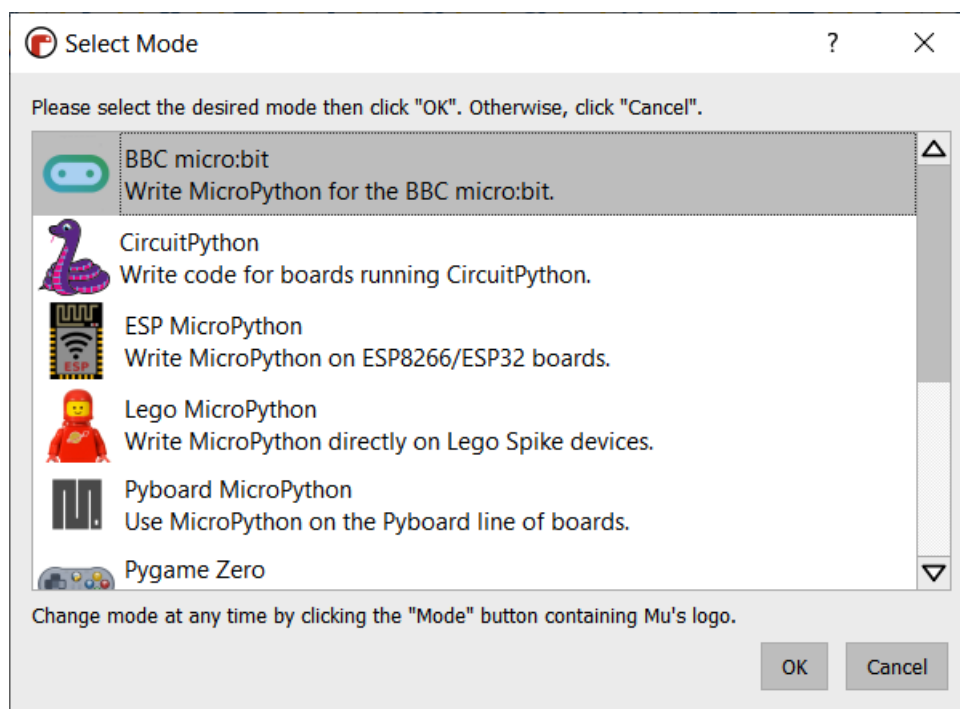 Select Mode
?
Please select the desired mode then click "OK". Otherwise, click "Cancel".
BBC micro:bit
Write MicroPython for the BBC micro:bit.
CircuitPython
Write code for boards running CircuitPython.
ESP
ESP MicroPython
Write MicroPython on ESP8266/ESP32 boards.
Lego MicroPython
Write MicroPython directly on Lego Spike devices.
Pyboard MicroPython
Use MicroPython on the Pyboard line of boards.
Pygame Zero
Change mode at any time by clicking the "Mode" button containing Mu's logo.
OK Cancel